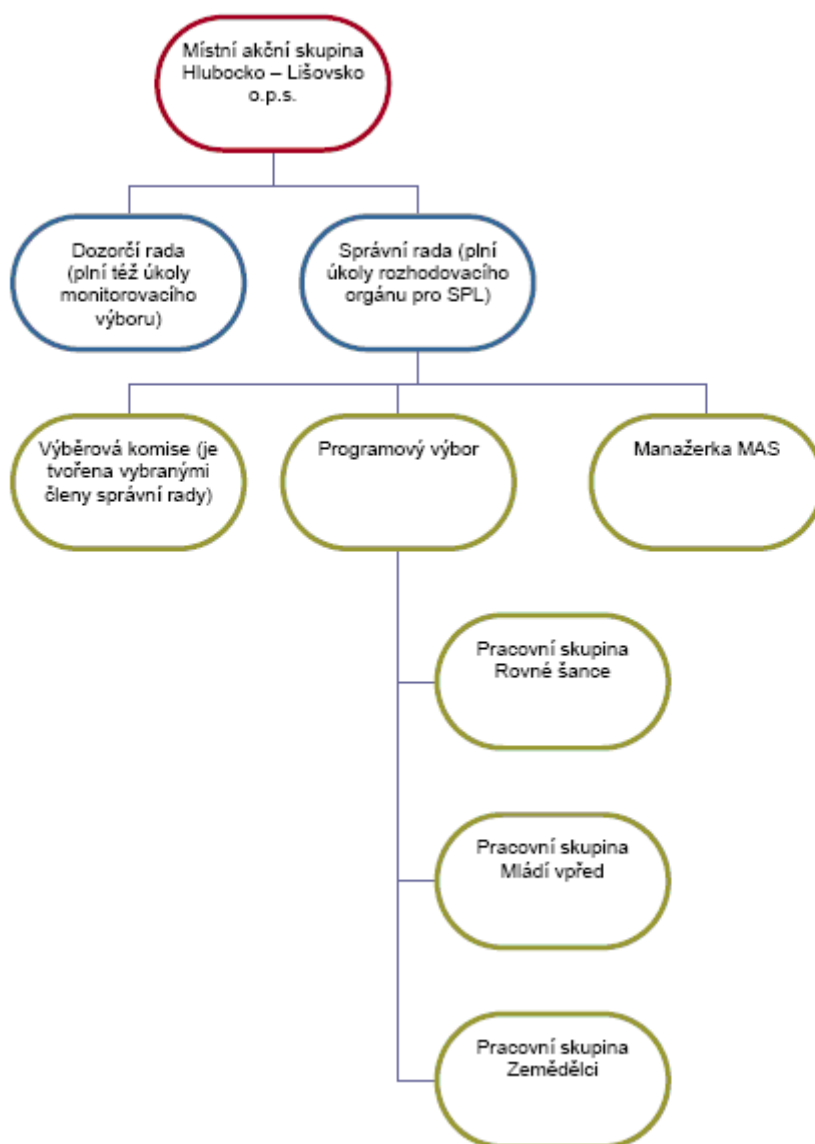 Místní akční skupina
Hlubocko – Lišovsko
o.p.s.
Dozorčí rada
(plní též úkoly
monitorovacího
výboru)
Správní rada (plní
úkoly rozhodovacího
orgánu pro SPL)
Výběrová komise (je
tvořena vybranými
členy správní rady)
Programový výbor
Manažerka MAS
Pracovní skupina
Rovné šance
Pracovní skupina
Mládí vpřed
Pracovní skupina
Zemědělci